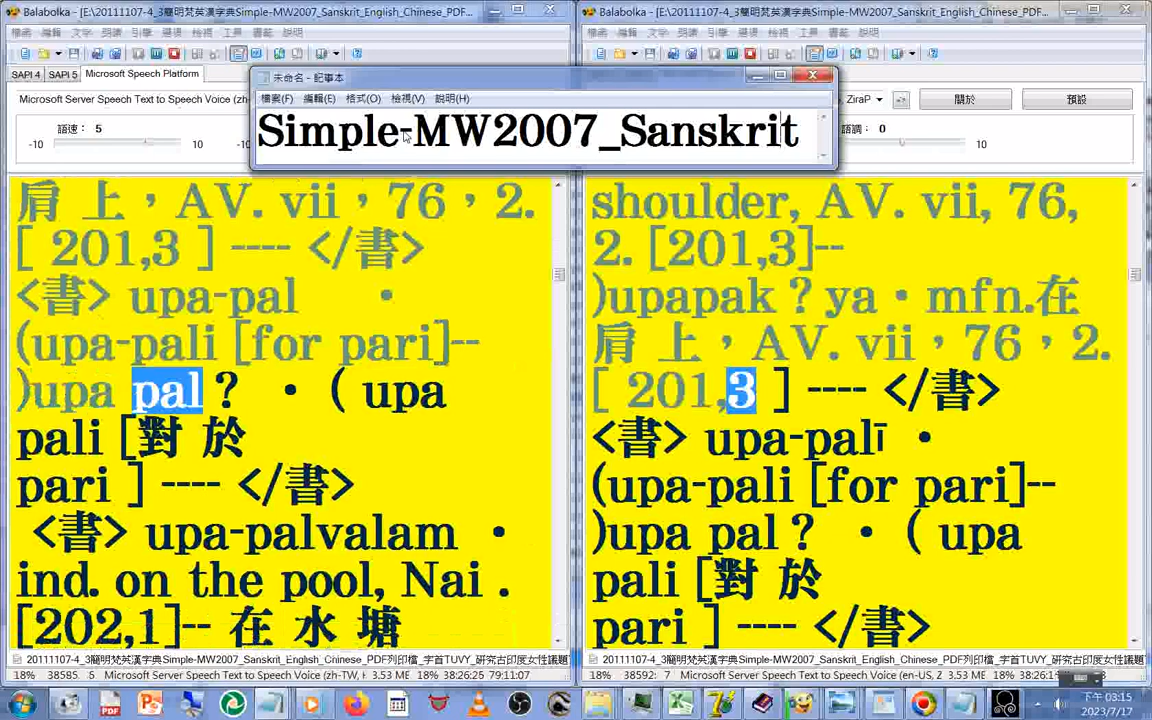 Balabolka - [E:\20111107-4_3簡明梵英漢字典Simple-MW2007_Sanskrit_English_Chinese_PDF...
Balabolka - [E:\20111107-4_3簡明梵英漢字典Simple-MW2007_Sanskrit_English_Chinese_PDF...
SAPI 4 SAPI 5 Microsoft Speech Platform
未命名 - 記事本
檔案(F) 編輯(E) 格式(O) 檢視(V) 說明(H)
Simple-MW2007_Sanskrit
Microsoft Server Speech Text to Speech Voice (zh-
ZiraP
關於
預設
語速： 5
-10
10
語調： 0
10
肩 上，AV. vii，76，2.
[ 201,3 ] ---- </書>
<書> upa-pal •
(upa-pali [for pari]--
)upa pal？ •（ upa
pali [對 於
pari ] ---- </書>
<書> upa-palvalam •
ind. on the pool, Nai .
[202,1]-- 在 水 塘
shoulder, AV. vii, 76,
2. [201,3]--
)upapak？ya • mfn.在
肩 上，AV. vii，76，2.
[ 201,3 ] ---- </書>
<書> upa-palī •
(upa-pali [for pari]--
)upa pal？ •（ upa
pali [對 於
pari ] ---- </書>
20111107-4_3簡明梵英漢字典Simple-MW2007_Sanskrit_English_Chinese_PDF列印檔_字首TUVY_研究古印度女性議題
20111107-4_3簡明梵英漢字典Simple-MW2007_Sanskrit_English_Chinese_PDF列印檔_字首TUVY_研究古印度女性議題
18% 38585: 5 Microsoft Server Speech Text to Speech Voice (zh-TW, H 3.53 ME 18% 38:26:25 79:11:07
18% 38592: 7 Microsoft Server Speech Text to Speech Voice (en-US, Z 3.53 ME 18%
下午 03:15
2023/7/17